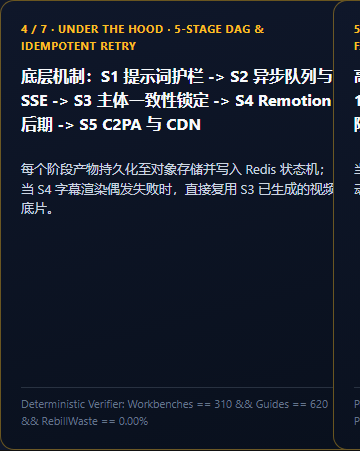 4 / 7 · UNDER THE HOOD · 5-STAGE DAG &
IDEMPOTENT RETRY
底层机制：S1 提示词护栏 -> S2 异步队列与
SSE -> S3 主体一致性锁定 -> S4 Remotion
后期 -> S5 C2PA 与 CDN
每个阶段产物持久化至对象存储并写入 Redis 状态机；
当 S4 字幕渲染偶发失败时，直接复用 S3 已生成的视频
底片。
Deterministic Verifier: Workbenches == 310 && Guides == 620
&& RebillWaste == 0.00%